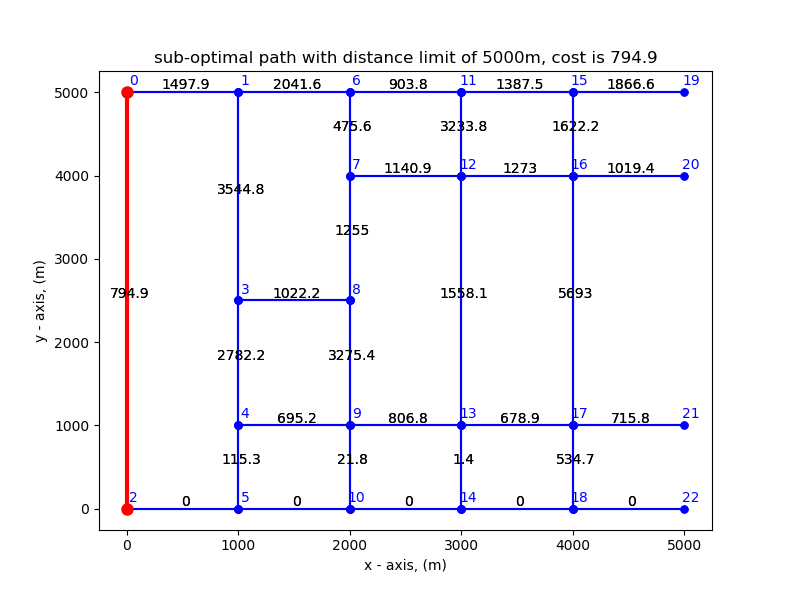 sub-optimal path with distance limit of 5000m, cost is 794.9
0 1 6 11 15 19
5000 1497.9 2041.6 903.8 1387.5 1866.6
475.6 3233.8 1622.2
7 12 16 20
4000 1140.9 1273 1019.4
3544.8
3000 1255
3 8
794.9 1022.2 1558.1 5693
y - axis, (m)
2000
2782.2 3275.4
4 9 13 17 21
1000 695.2 806.8 678.9 715.8
115.3 21.8 1.4 534.7
2 5 10 14 18 22
0 0 0 0 0 0
0 1000 2000 3000 4000 5000
x - axis, (m)